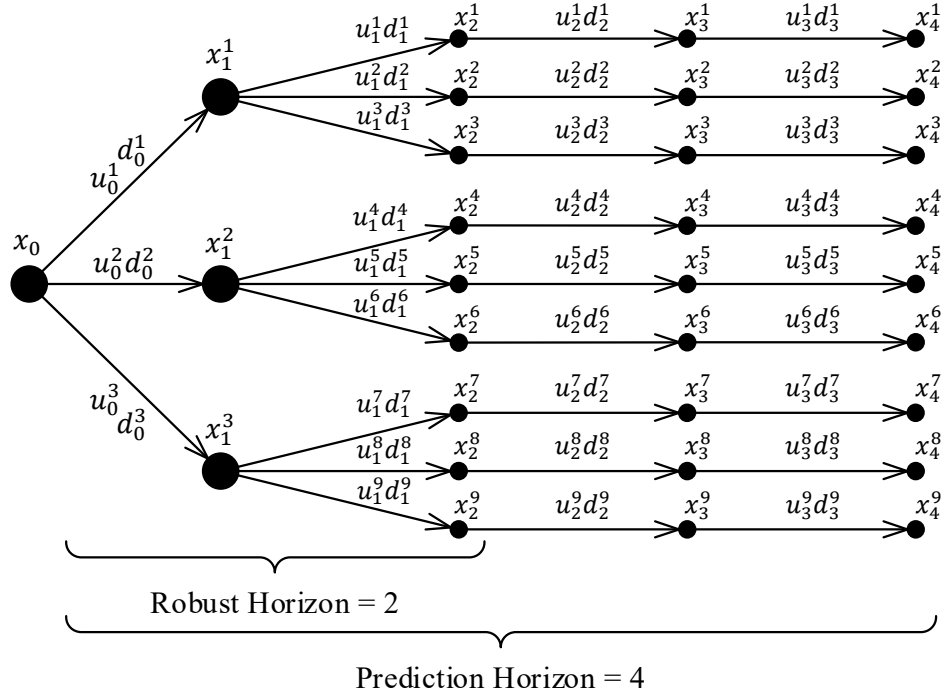 x_1^1 u_1^1 d_1^1 x_2^1 u_2^1 d_2^1 x_3^1 u_3^1 d_3^1 x_4^1
u_1^2 d_1^2 x_2^2 u_2^2 d_2^2 x_3^2 u_3^2 d_3^2 x_4^2
u_1^3 d_1^3 x_2^3 u_2^3 d_2^3 x_3^3 u_3^3 d_3^3 x_4^3
u_0^1 d_0^1
u_1^4 d_1^4 x_2^4 u_2^4 d_2^4 x_3^4 u_3^4 d_3^4 x_4^4
x_0 u_0^2 d_0^2 x_1^2 u_1^5 d_1^5 x_2^5 u_2^5 d_2^5 x_3^5 u_3^5 d_3^5 x_4^5
u_1^6 d_1^6 x_2^6 u_2^6 d_2^6 x_3^6 u_3^6 d_3^6 x_4^6
u_0^3 d_0^3
x_1^3 u_1^7 d_1^7 x_2^7 u_2^7 d_2^7 x_3^7 u_3^7 d_3^7 x_4^7
u_1^8 d_1^8 x_2^8 u_2^8 d_2^8 x_3^8 u_3^8 d_3^8 x_4^8
u_1^9 d_1^9 x_2^9 u_2^9 d_2^9 x_3^9 u_3^9 d_3^9 x_4^9
Robust Horizon = 2
Prediction Horizon = 4